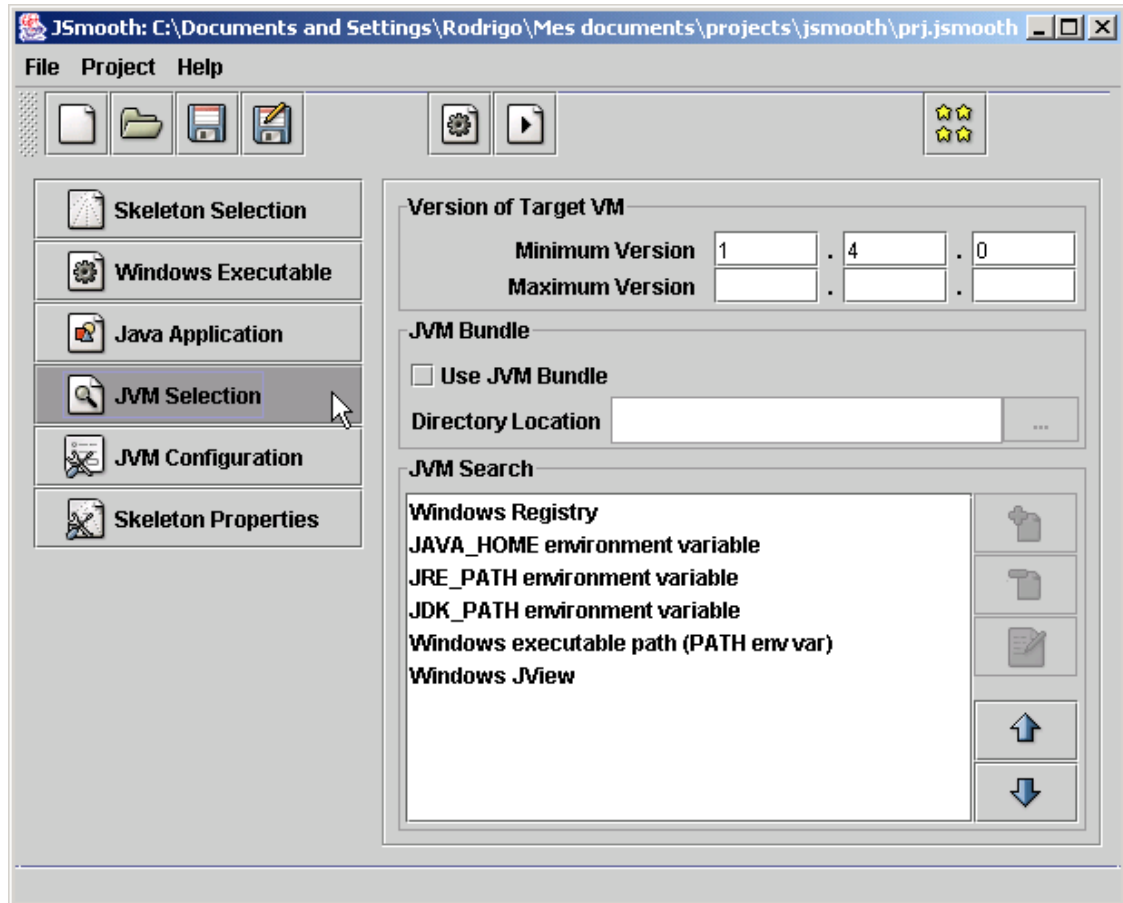 JSmooth: C:\Documents and Settings\Rodrigo\Mes documents\projects\jsmooth\prj.jsmooth
File Project Help
Skeleton Selection
Windows Executable
Java Application
JVM Selection
JVM Configuration
Skeleton Properties
Version of Target VM
Minimum Version 1 . 4 . 0
Maximum Version . .
JVM Bundle
Use JVM Bundle
Directory Location ...
JVM Search
Windows Registry
JAVA_HOME environment variable
JRE_PATH environment variable
JDK_PATH environment variable
Windows executable path (PATH env var)
Windows JView